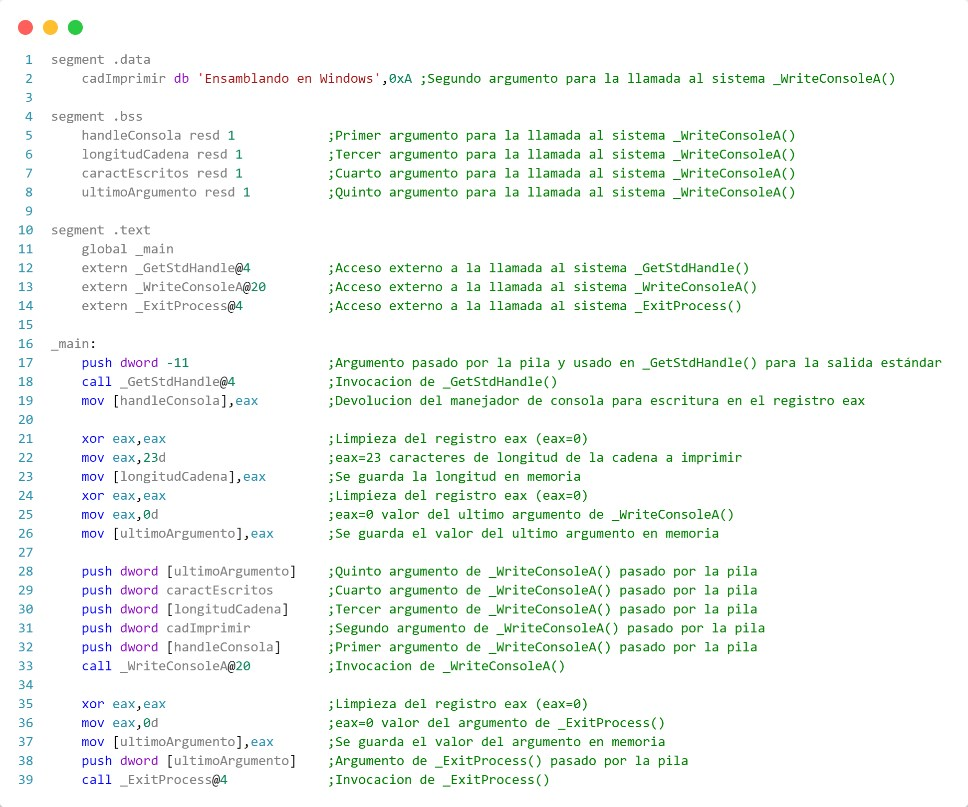 1 segment .data
2     cadImprimir db 'Ensamblando en Windows',0xA ;Segundo argumento para la llamada al sistema _WriteConsoleA()
3
4 segment .bss
5     handleConsola resd 1            ;Primer argumento para la llamada al sistema _WriteConsoleA()
6     longitudCadena resd 1           ;Tercer argumento para la llamada al sistema _WriteConsoleA()
7     caractEscritos resd 1           ;Cuarto argumento para la llamada al sistema _WriteConsoleA()
8     ultimoArgumento resd 1          ;Quinto argumento para la llamada al sistema _WriteConsoleA()
9
10 segment .text
11     global _main
12     extern _GetStdHandle@4          ;Acceso externo a la llamada al sistema _GetStdHandle()
13     extern _WriteConsoleA@20        ;Acceso externo a la llamada al sistema _WriteConsoleA()
14     extern _ExitProcess@4           ;Acceso externo a la llamada al sistema _ExitProcess()
15
16 _main:
17     push dword -11                  ;Argumento pasado por la pila y usado en _GetStdHandle() para la salida estándar
18     call _GetStdHandle@4            ;Invocacion de _GetStdHandle()
19     mov [handleConsola],eax         ;Devolucion del manejador de consola para escritura en el registro eax
20
21     xor eax,eax                     ;Limpieza del registro eax (eax=0)
22     mov eax,23d                     ;eax=23 caracteres de longitud de la cadena a imprimir
23     mov [longitudCadena],eax        ;Se guarda la longitud en memoria
24     xor eax,eax                     ;Limpieza del registro eax (eax=0)
25     mov eax,0d                      ;eax=0 valor del ultimo argumento de _WriteConsoleA()
26     mov [ultimoArgumento],eax       ;Se guarda el valor del ultimo argumento en memoria
27
28     push dword [ultimoArgumento]    ;Quinto argumento de _WriteConsoleA() pasado por la pila
29     push dword caractEscritos       ;Cuarto argumento de _WriteConsoleA() pasado por la pila
30     push dword [longitudCadena]     ;Tercer argumento de _WriteConsoleA() pasado por la pila
31     push dword cadImprimir          ;Segundo argumento de _WriteConsoleA() pasado por la pila
32     push dword [handleConsola]      ;Primer argumento de _WriteConsoleA() pasado por la pila
33     call _WriteConsoleA@20          ;Invocacion de _WriteConsoleA()
34
35     xor eax,eax                     ;Limpieza del registro eax (eax=0)
36     mov eax,0d                      ;eax=0 valor del argumento de _ExitProcess()
37     mov [ultimoArgumento],eax       ;Se guarda el valor del argumento en memoria
38     push dword [ultimoArgumento]    ;Argumento de _ExitProcess() pasado por la pila
39     call _ExitProcess@4             ;Invocacion de _ExitProcess()